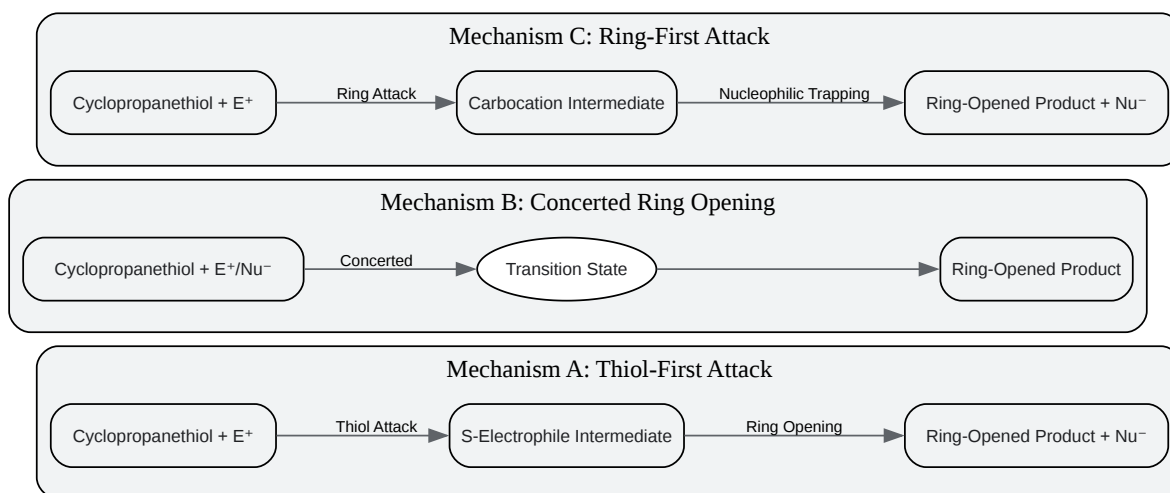 Mechanism C: Ring-First Attack
Cyclopropanethiol + E⁺
Ring Attack
Carbocation Intermediate
Nucleophilic Trapping
Ring-Opened Product + Nu⁻
Mechanism B: Concerted Ring Opening
Cyclopropanethiol + E⁺/Nu⁻
Concerted
Transition State
Ring-Opened Product
Mechanism A: Thiol-First Attack
Cyclopropanethiol + E⁺
Thiol Attack
S-Electrophile Intermediate
Ring Opening
Ring-Opened Product + Nu⁻